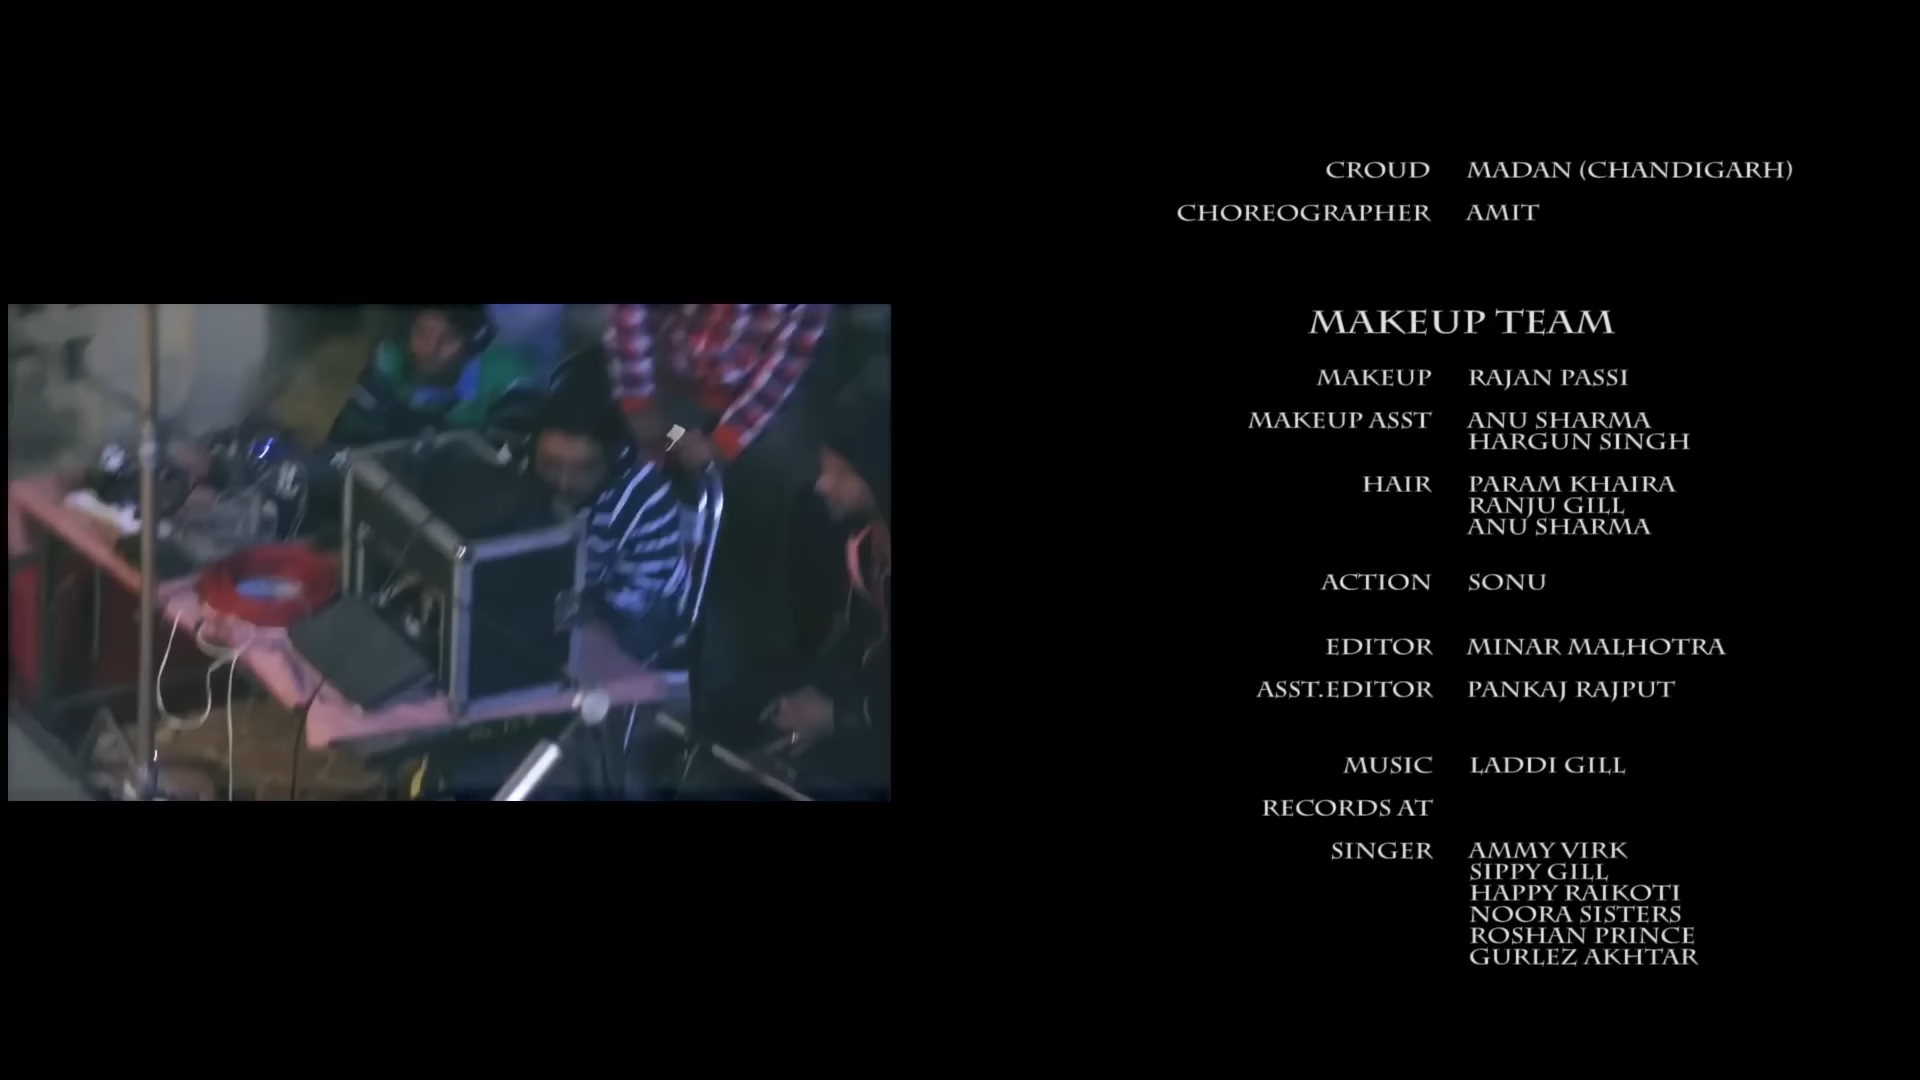 CROUD MADAN (CHANDIGARH)
CHOREOGRAPHER AMIT
MAKEUP TEAM
MAKEUP RAJAN PASSI
MAKEUP ASST ANU SHARMA
HARGUN SINGH
HAIR PARAM KHAIRA
RANJU GILL
ANU SHARMA
ACTION SONU
EDITOR MINAR MALHOTRA
ASST.EDITOR PANKAJ RAJPUT
MUSIC LADDI GILL
RECORDS AT
SINGER AMMY VIRK
SIPPY GILL
HAPPY RAIKOTI
NOORA SISTERS
ROSHAN PRINCE
GURLEZ AKHTAR